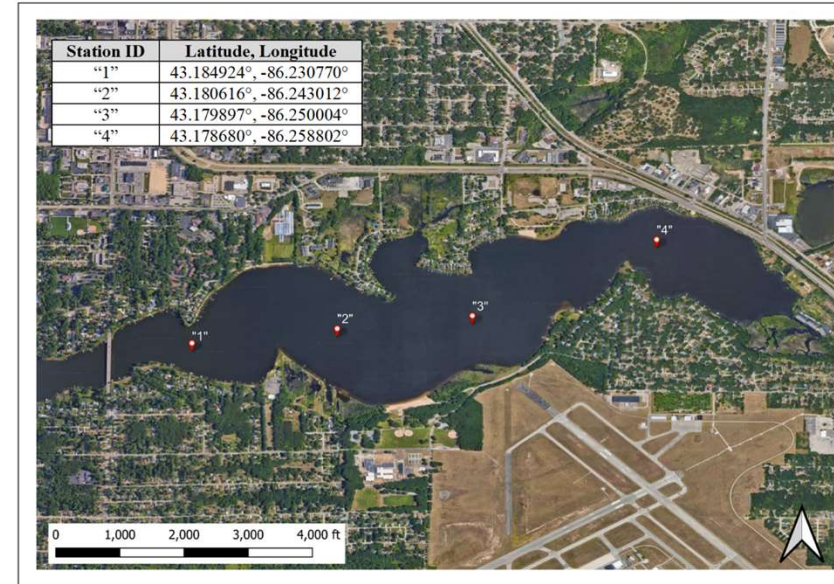 Station ID Latitude, Longitude
“1” 43.184924°, -86.230770°
“2” 43.180616°, -86.243012°
“3” 43.179897°, -86.250004°
“4” 43.178680°, -86.258802°
"4"
"3"
"2"
"1"
0 1,000 2,000 3,000 4,000 ft